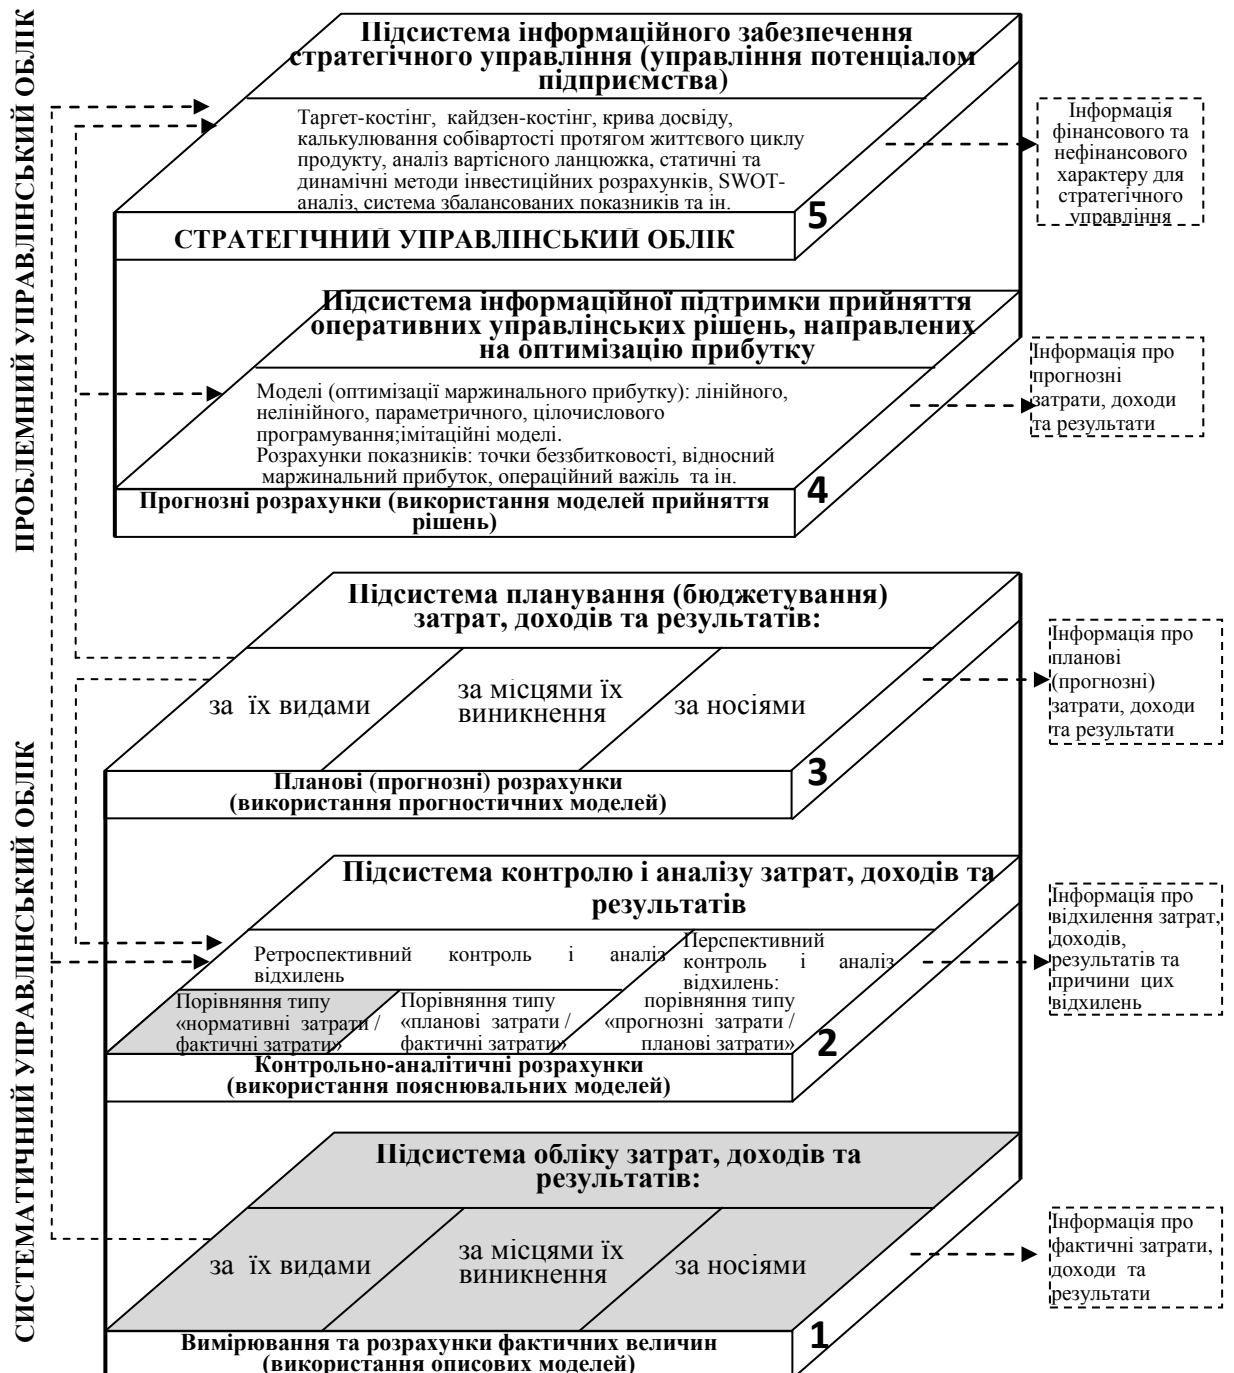 ПРОБЛЕМНИЙ УПРАВЛІНСЬКИЙ ОБЛІК
Підсистема інформаційного забезпечення
стратегічного управління (управління потенціалом
підприємства)
Таргет-костінг, кайдзен-костінг, крива досвіду,
калькулювання собівартості протягом життєвого циклу
продукту, аналіз вартісного ланцюжка, статичні та
динамічні методи інвестиційних розрахунків, SWOT-
аналіз, система збалансованих показників та ін.
5
СТРАТЕГІЧНИЙ УПРАВЛІНСЬКИЙ ОБЛІК
Інформація
фінансового та
нефінансового
характеру для
стратегічного
управління
Підсистема інформаційної підтримки прийняття
оперативних управлінських рішень, направлених
на оптимізацію прибутку
Моделі (оптимізації маржинального прибутку): лінійного,
нелінійного, параметричного, цілочислового
програмування;імітаційні моделі.
Розрахунки показників: точки беззбитковості, відносний
маржинальний прибуток, операційний важіль та ін.
4
Прогнозні розрахунки (використання моделей прийняття
рішень)
Інформація про
прогнозні
затрати, доходи
та результати
СИСТЕМАТИЧНИЙ УПРАВЛІНСЬКИЙ ОБЛІК
Підсистема планування (бюджетування)
затрат, доходів та результатів:
за їх видами
за місцями їх
виникнення
за носіями
3
Планові (прогнозні) розрахунки
(використання прогностичних моделей)
Інформація про
планові
(прогнозні)
затрати, доходи
та результати
Підсистема контролю і аналізу затрат, доходів та
результатів
Ретроспективний контроль і аналіз
відхилень
Перспективний
контроль і аналіз
відхилень:
порівняння типу
«прогнозні затрати /
планові затрати»
Порівняння типу
«нормативні затрати /
фактичні затрати»
Порівняння типу
«планові затрати /
фактичні затрати»
2
Контрольно-аналітичні розрахунки
(використання пояснювальних моделей)
Інформація про
відхилення затрат,
доходів,
результатів та
причини цих
відхилень
Підсистема обліку затрат, доходів та
результатів:
за їх видами
за місцями їх
виникнення
за носіями
1
Вимірювання та розрахунки фактичних величин
(використання описових моделей)
Інформація про
фактичні затрати,
доходи та
результати